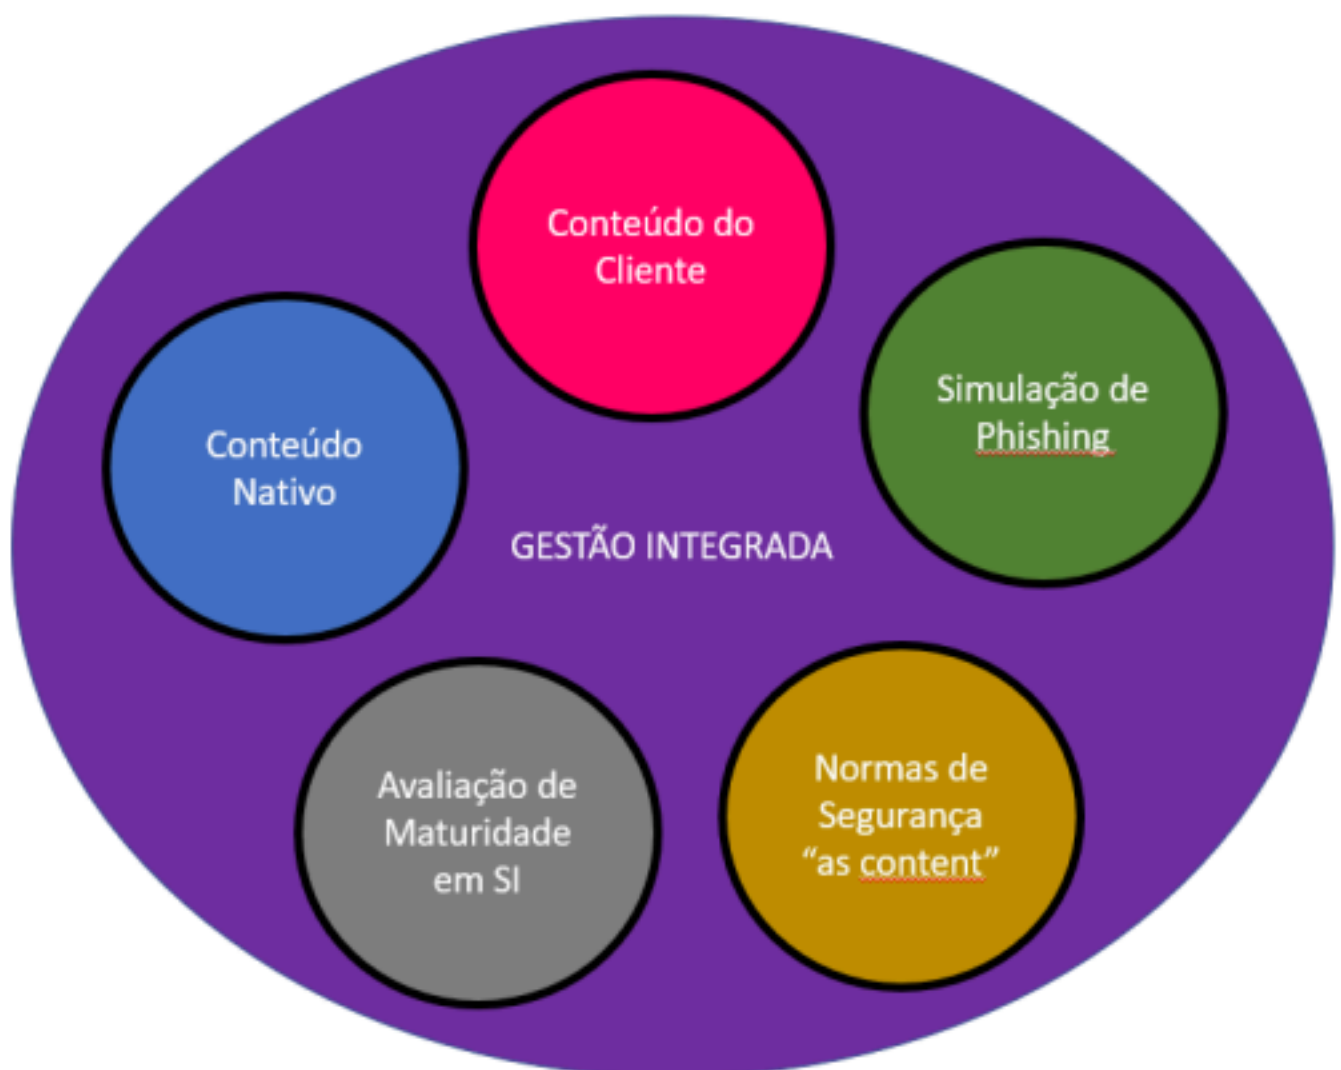 Conteúdo do
Cliente
Simulação de
Phishing
Conteúdo
Nativo
GESTÃO INTEGRADA
Normas de
Segurança
“as content”
Avaliação de
Maturidade
em SI